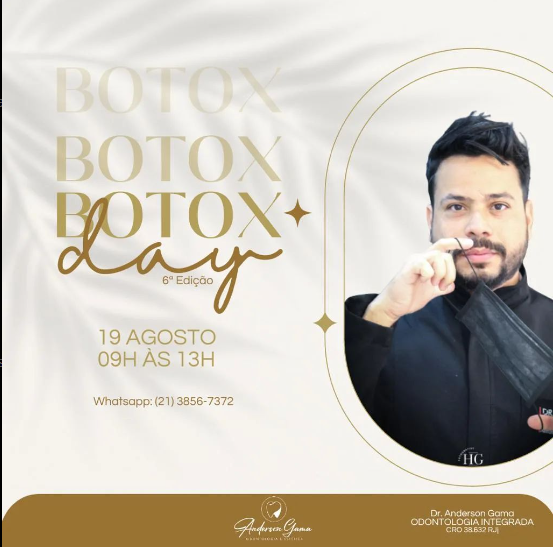 BOTOX
BOTOX
BOTOX
day
6ª Edição
19 AGOSTO
09H ÀS 13H
Whatsapp: (21) 3856-7372
HG
Anderson Gama
Dr. Anderson Gama
ODONTOLOGIA INTEGRADA
CRO 38.632 RJ